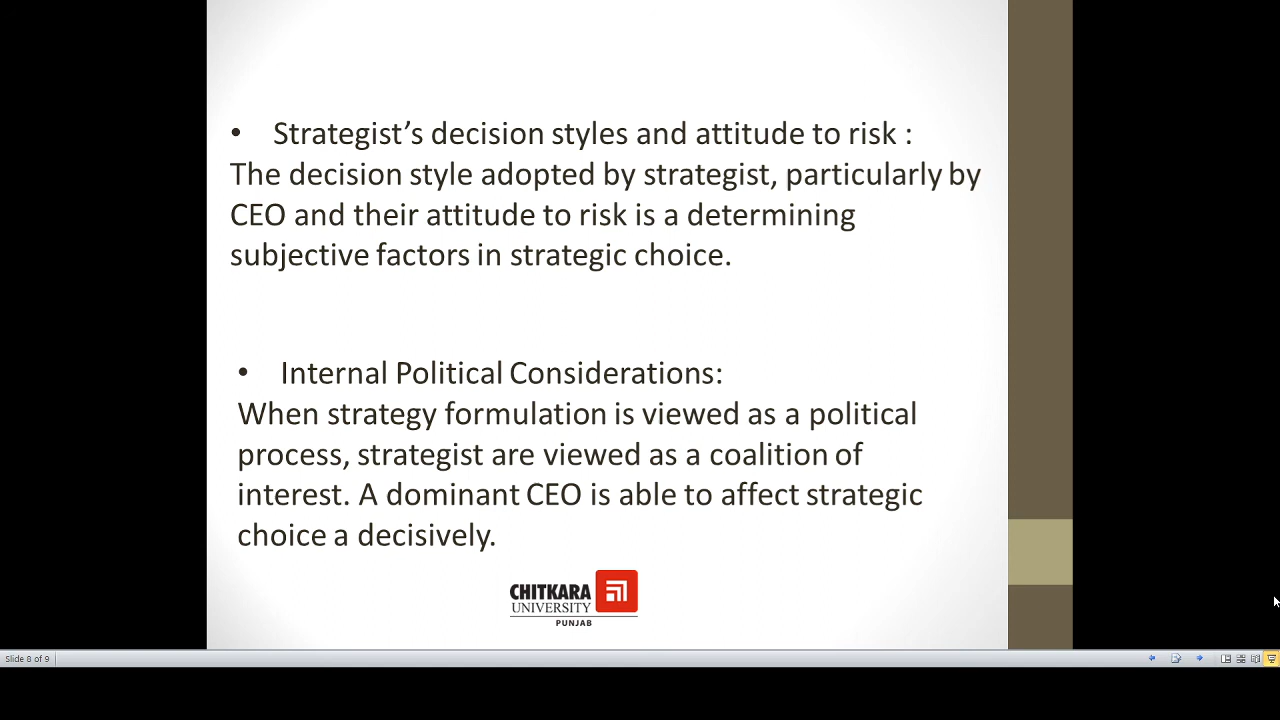 • Strategist’s decision styles and attitude to risk :
The decision style adopted by strategist, particularly by
CEO and their attitude to risk is a determining
subjective factors in strategic choice.
• Internal Political Considerations:
When strategy formulation is viewed as a political
process, strategist are viewed as a coalition of
interest. A dominant CEO is able to affect strategic
choice a decisively.
CHITKARA
UNIVERSITY
PUNJAB
Slide 8 of 9